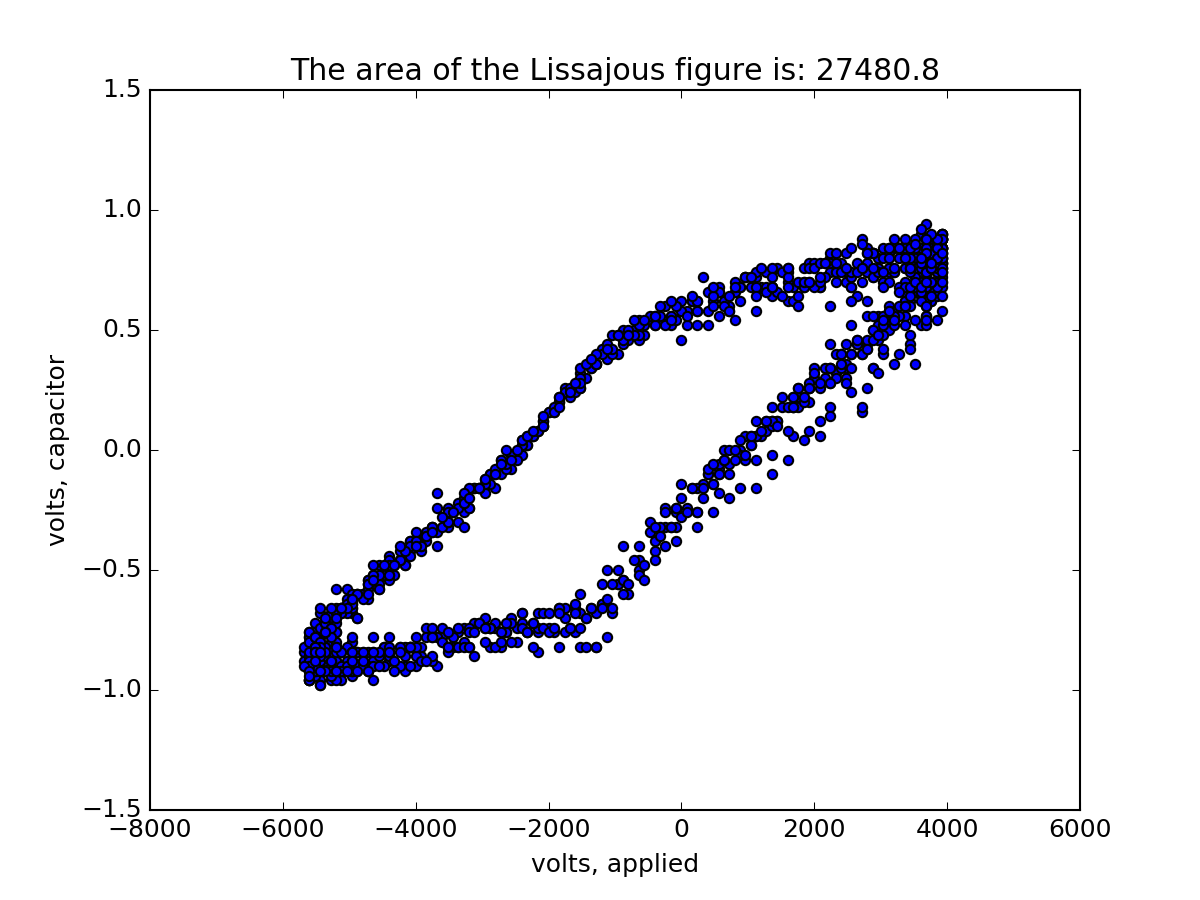 The area of the Lissajous figure is: 27480.8
1.5
1.0
0.5
0.0
−0.5
−1.0
−1.5
volts, capacitor
−8000 −6000 −4000 −2000 0 2000 4000 6000
volts, applied